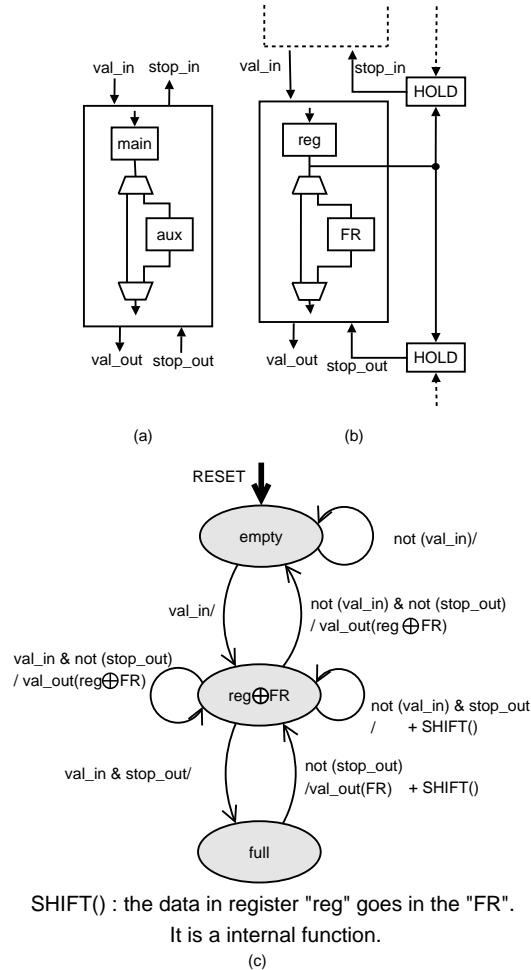 val_in
stop_in
main
aux
val_out
stop_out
(a)
val_in
stop_in
HOLD
reg
FR
val_out
stop_out
HOLD
(b)
RESET
empty
not (val_in)/
val_in/
not (val_in) & not (stop_out)
/ val_out(reg⊕FR)
val_in & not (stop_out)
/ val_out(reg⊕FR)
reg⊕FR
not (val_in) & stop_out
/ + SHIFT()
val_in & stop_out/
not (stop_out)
/val_out(FR) + SHIFT()
full
SHIFT() : the data in register "reg" goes in the "FR".
It is a internal function.
(c)